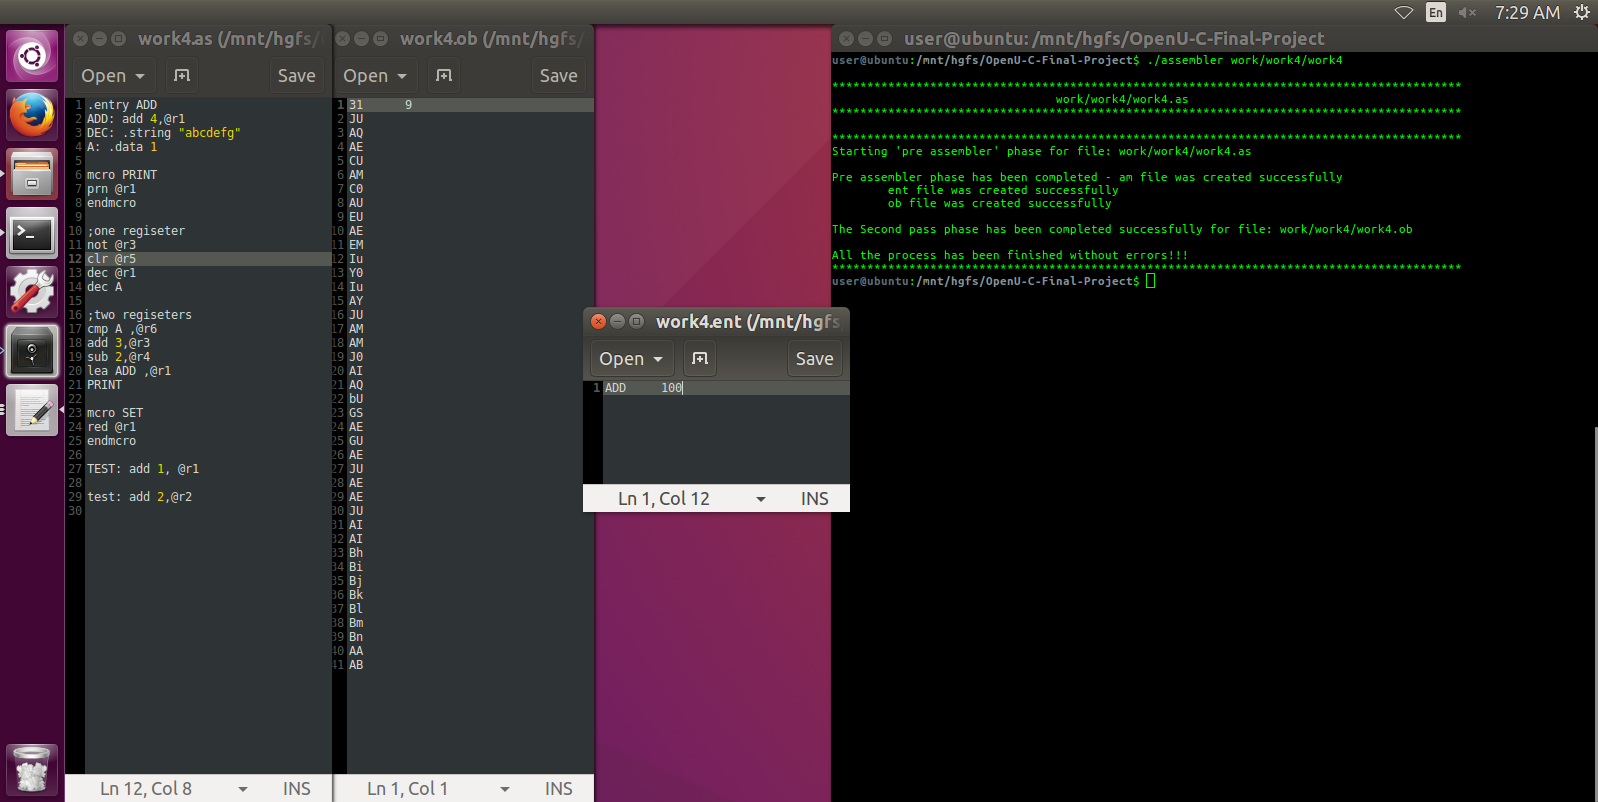 En
7:29 AM
work4.as (/mnt/hgfs/
Open
Save
1 .entry ADD
2 ADD: add 4,@r1
3 DEC: .string "abcdefg"
4 A: .data 1
5
6 mcro PRINT
7 prn @r1
8 endmcro
9
10 ;one regiseter
11 not @r3
12 clr @r5
13 dec @r1
14 dec A
15
16 ;two regiseters
17 cmp A ,@r6
18 add 3,@r3
19 sub 2,@r4
20 lea ADD ,@r1
21 PRINT
22
23 mcro SET
24 red @r1
25 endmcro
26
27 TEST: add 1, @r1
28
29 test: add 2,@r2
30
Ln 12, Col 8
INS
work4.ob (/mnt/hgfs/
Open
Save
1 31 9
2 JU
3 AQ
4 AE
5 CU
6 AM
7 C0
8 AU
9 EU
10 AE
11 EM
12 Iu
13 Y0
14 Iu
15 AY
16 JU
17 AM
18 AM
19 J0
20 AI
21 AQ
22 bU
23 GS
24 AE
25 GU
26 AE
27 JU
28 AE
29 AE
30 JU
31 AI
32 AI
33 Bh
34 Bi
35 Bj
36 Bk
37 Bl
38 Bm
39 Bn
40 AA
41 AB
Ln 1, Col 1
INS
work4.ent (/mnt/hgfs
Open
Save
1 ADD 100
Ln 1, Col 12
INS
user@ubuntu: /mnt/hgfs/OpenU-C-Final-Project
user@ubuntu:/mnt/hgfs/OpenU-C-Final-Project$ ./assembler work/work4/work4
******************************************************************************************
work/work4/work4.as
******************************************************************************************
******************************************************************************************
Starting 'pre assembler' phase for file: work/work4/work4.as
Pre assembler phase has been completed - am file was created successfully
ent file was created successfully
ob file was created successfully
The Second pass phase has been completed successfully for file: work/work4/work4.ob
All the process has been finished without errors!!!
******************************************************************************************
user@ubuntu:/mnt/hgfs/OpenU-C-Final-Project$